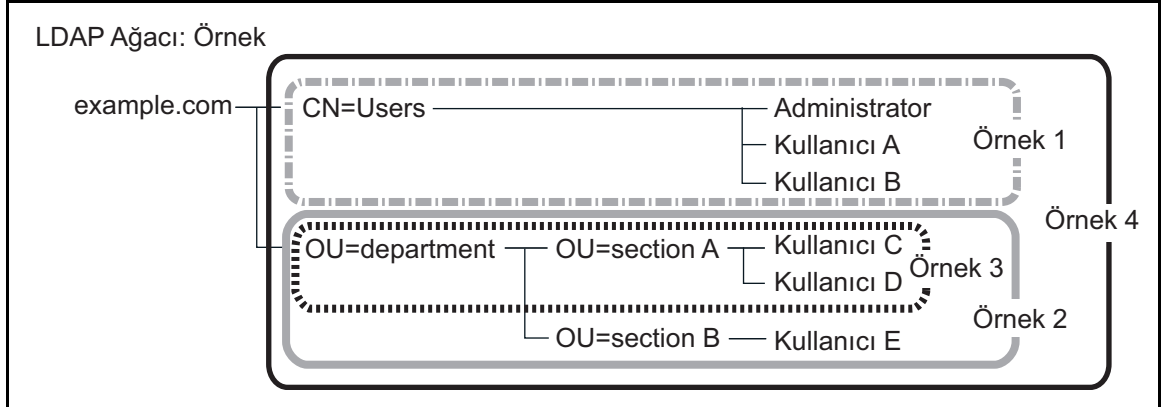 LDAP Ağacı: Örnek
example.com
CN=Users
Administrator
Kullanıcı A
Kullanıcı B
Örnek 1
Örnek 4
OU=department
OU=section A
Kullanıcı C
Kullanıcı D
Örnek 3
OU=section B
Kullanıcı E
Örnek 2